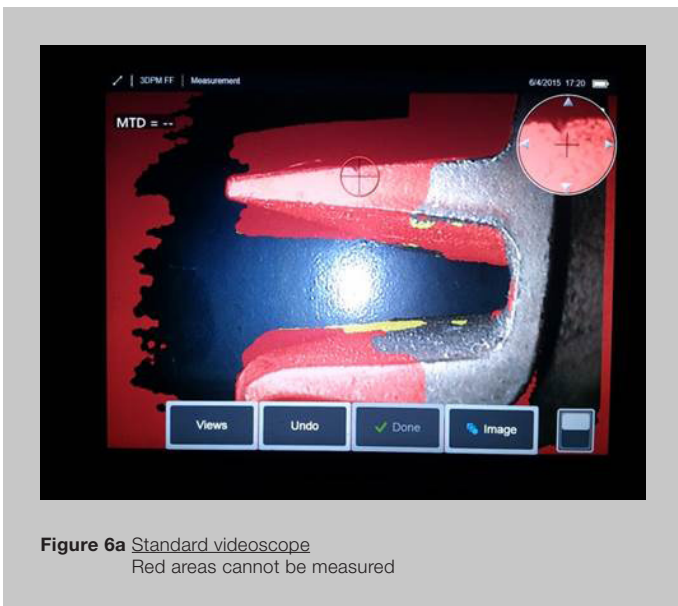 3DPM FF | Measurement 6/4/2015 17:20
MTD = --
Views Undo Done Image
Figure 6a Standard videoscope
Red areas cannot be measured